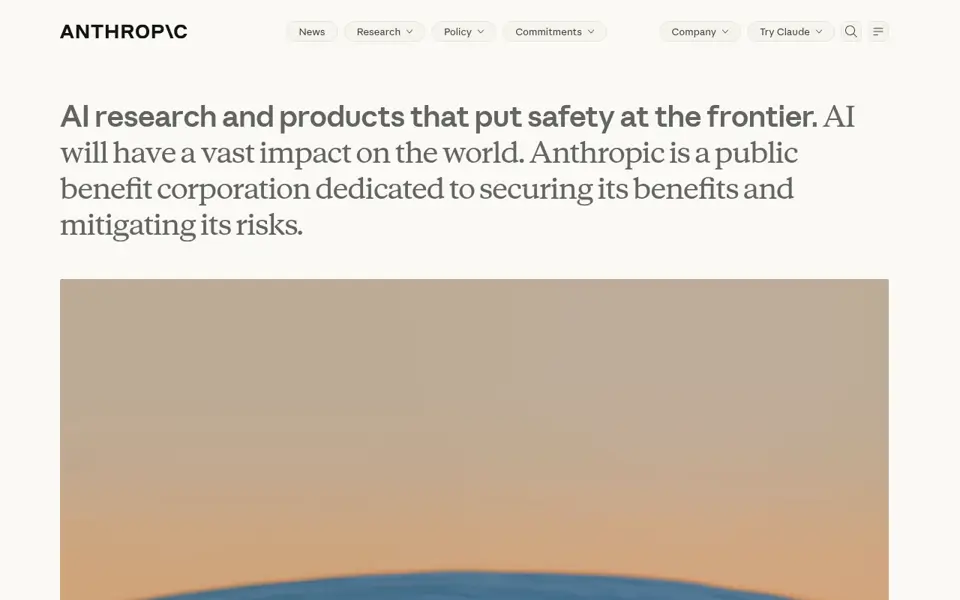 ANTHROP\C
News
Research
Policy
Commitments
Company
Try Claude
AI research and products that put safety at the frontier. AI
will have a vast impact on the world. Anthropic is a public
benefit corporation dedicated to securing its benefits and
mitigating its risks.